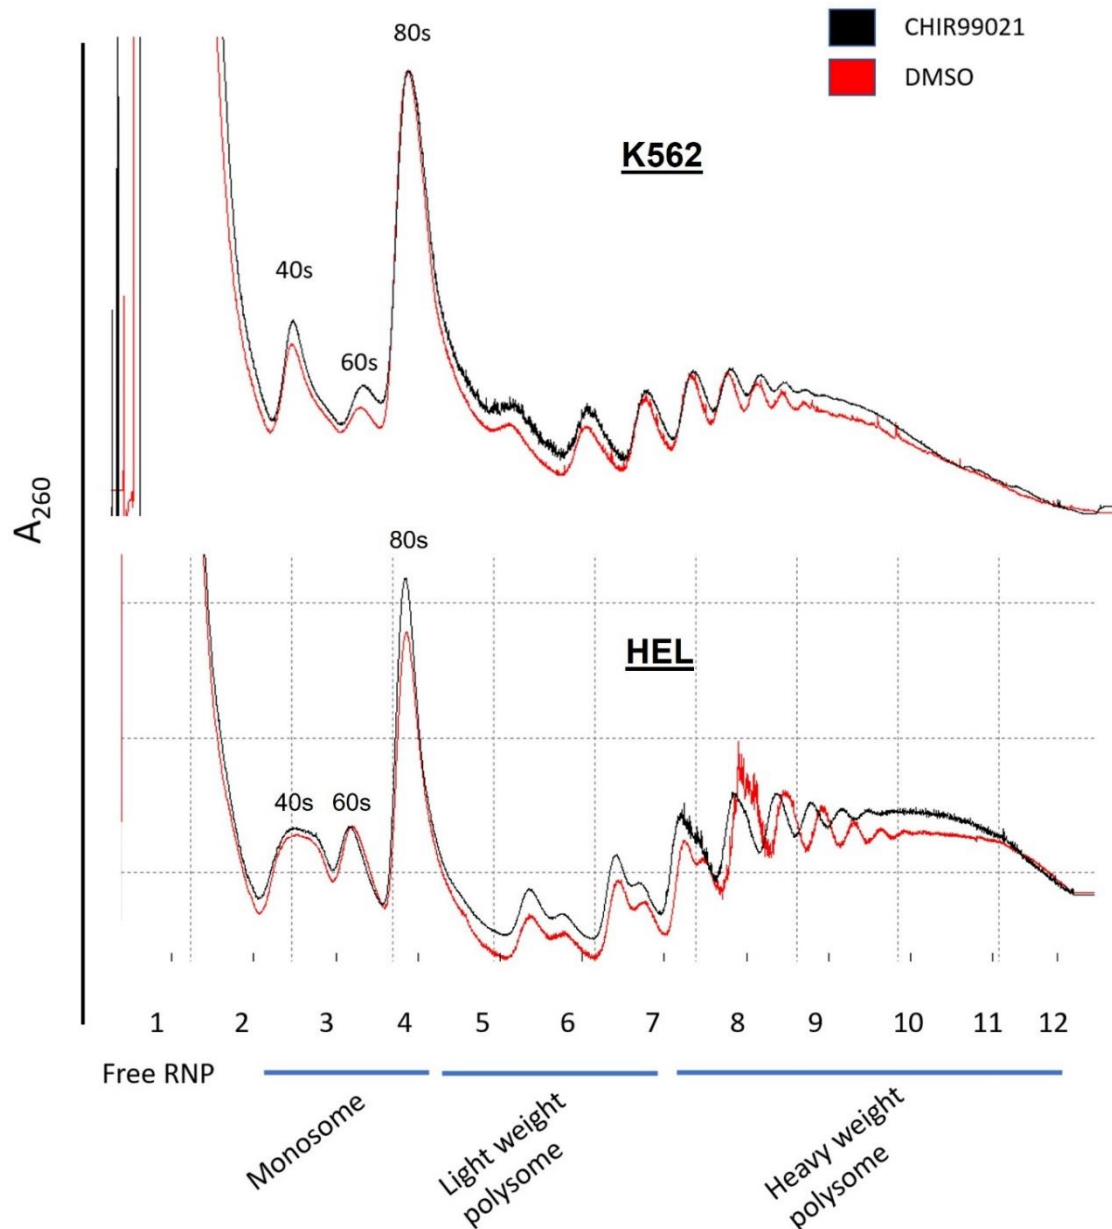 80s
CHIR99021
DMSO
K562
40s
60s
A260
80s
HEL
40s 60s
1 2 3 4 5 6 7 8 9 10 11 12
Free RNP
Monosome
Light weight
polysome
Heavy weight
polysome